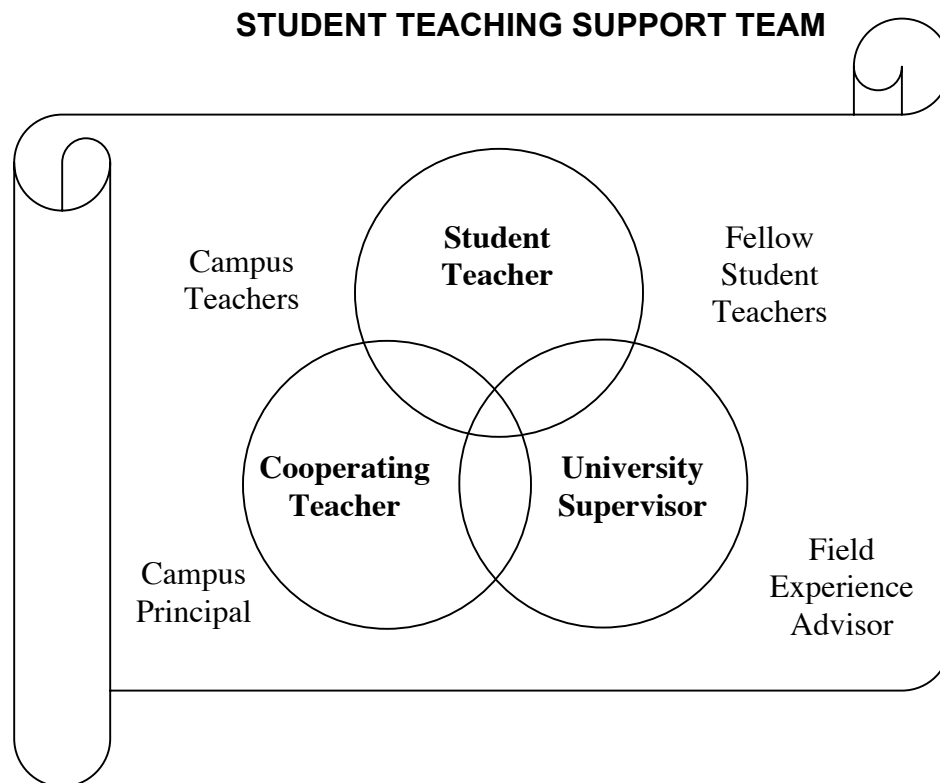 STUDENT TEACHING SUPPORT TEAM
Student
Teacher
Campus
Teachers
Fellow
Student
Teachers
Cooperating
Teacher
University
Supervisor
Campus
Principal
Field
Experience
Advisor